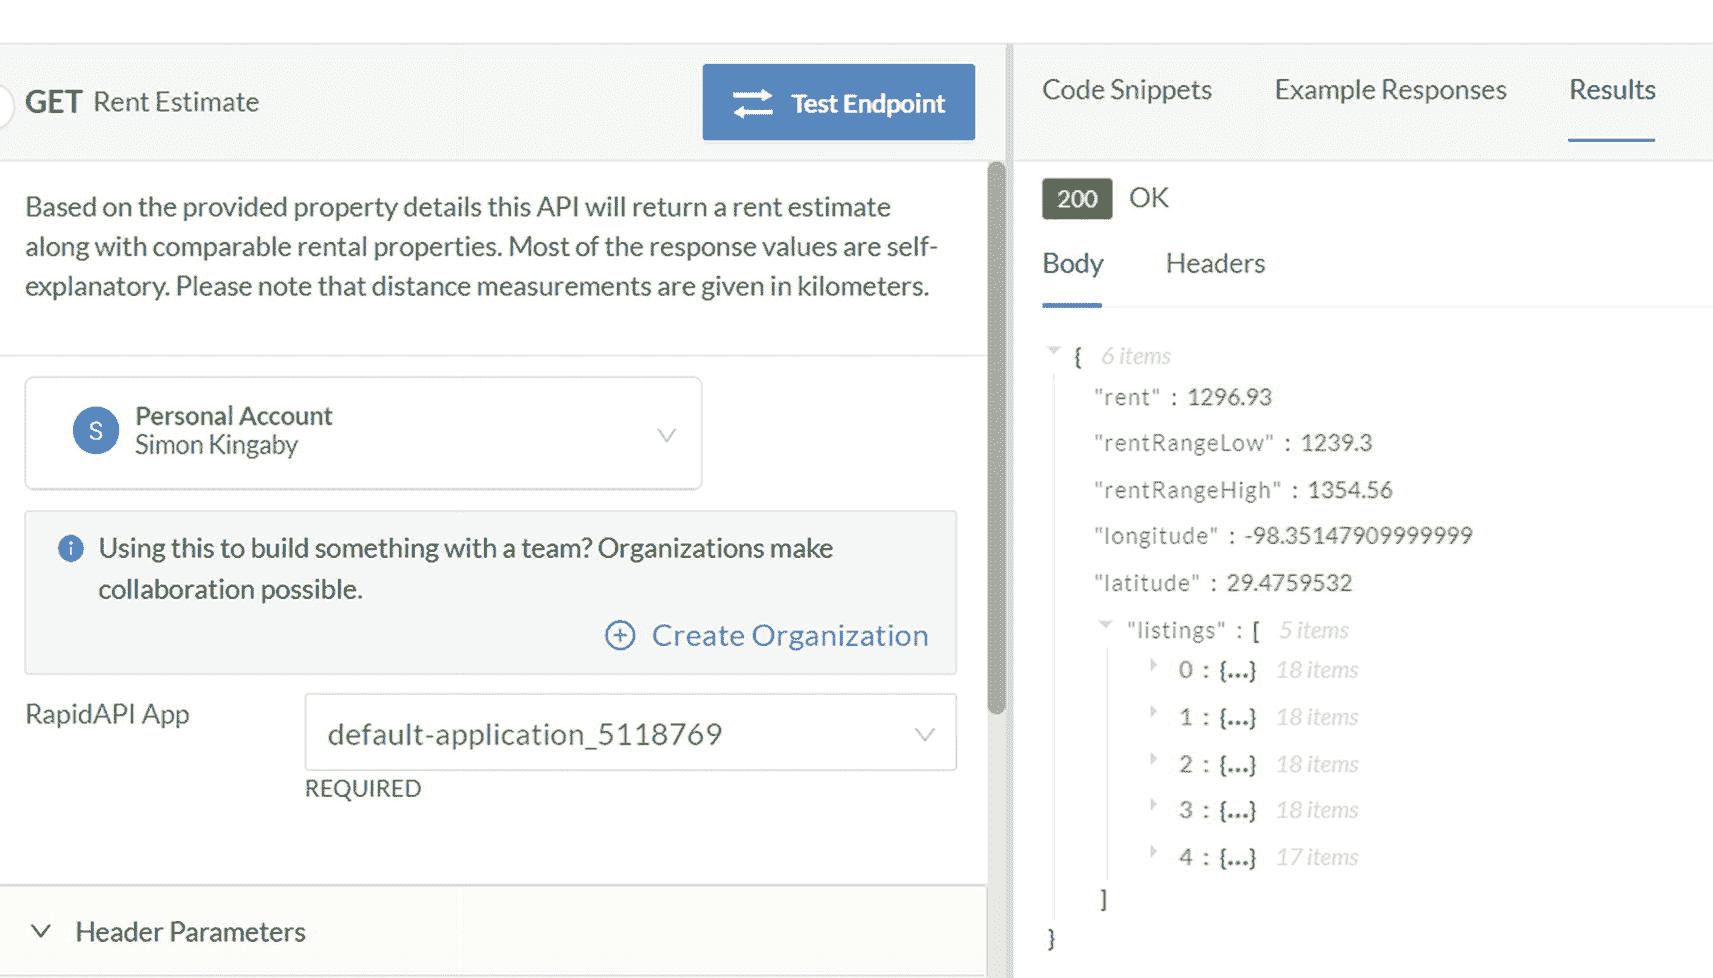 GET Rent Estimate
Test Endpoint
Based on the provided property details this API will return a rent estimate
along with comparable rental properties. Most of the response values are self-
explanatory. Please note that distance measurements are given in kilometers.
S
Personal Account
Simon Kingaby
Using this to build something with a team? Organizations make
collaboration possible.
Create Organization
RapidAPI App
default-application_5118769
REQUIRED
Header Parameters
Code Snippets Example Responses Results
200 OK
Body Headers
{ 6 items
"rent" : 1296.93
"rentRangeLow" : 1239.3
"rentRangeHigh" : 1354.56
"longitude" : -98.35147909999999
"latitude" : 29.4759532
"listings" : [ 5 items
0 : {...} 18 items
1 : {...} 18 items
2 : {...} 18 items
3 : {...} 18 items
4 : {...} 17 items
]
}